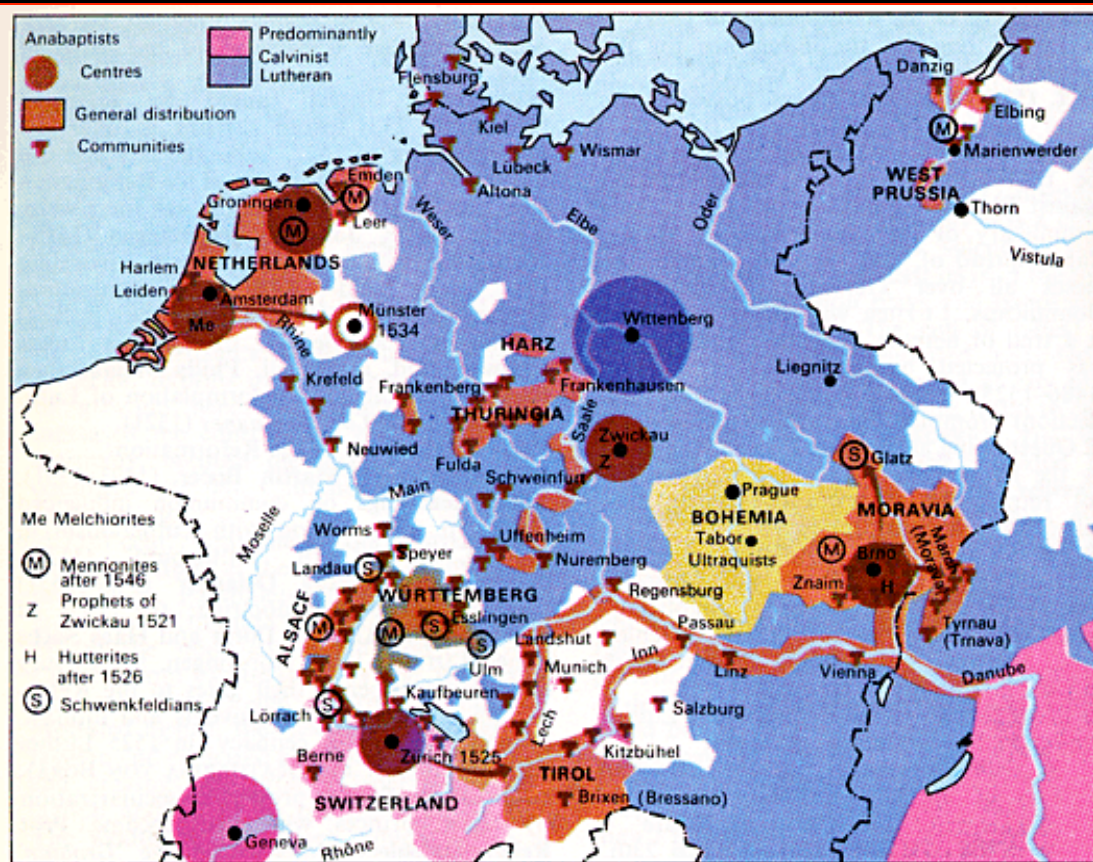 Anabaptists
Centres
General distribution
Communities
Predominantly
Calvinist
Lutheran
Flensburg
Kiel
Lübeck
Wismar
Altona
Danzig
Elbing
M
Marienwerder
WEST
PRUSSIA
Thorn
Vistula
Emden
M
Groningen
M
Leer
Weser
Elbe
Oder
NETHERLANDS
Harlem
Leiden
Amsterdam
Me
Rhine
Münster
1534
Wittenberg
HARZ
Liegnitz
Krefeld
Frankenberg
Frankenhausen
THURINGIA
Saale
Zwickau
Z
Neuwied
Fulda
Schweinfurt
S
Glatz
Main
Prague
BOHEMIA
Tabor
Ultraquists
MORAVIA
March
(Morava)
M
Brno
H
Znaim
Tyrnau
(Trnava)
Moselle
Worms
Speyer
Landau
S
Uffenheim
Nuremberg
WURTTEMBERG
S
Esslingen
Regensburg
ALSACE
M
M
S
Ulm
Landshut
Passau
Inn
Munich
Linz
Vienna
Danube
S
Kaufbeuren
Lörrach
Lech
Salzburg
Berne
Zürich 1525
Kitzbühel
TIROL
SWITZERLAND
Brixen (Bressano)
Geneva
Rhône
Me Melchiorites
M Mennonites
after 1546
Z Prophets of
Zwickau 1521
H Hutterites
after 1526
S Schwenkfeldians